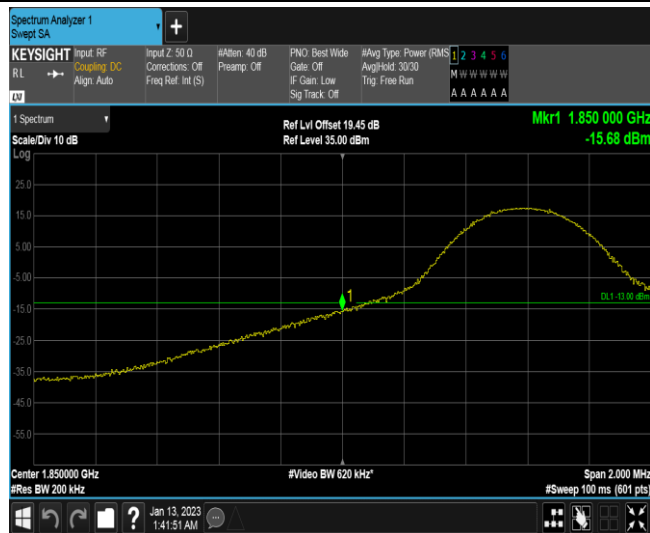 Spectrum Analyzer 1
Swept SA
+
KEYSIGHT
RL
Input: RF
Coupling: DC
Align: Auto
Input Z: 50 Ω
Corrections: Off
Freq Ref: Int (S)
#Atten: 40 dB
Preamp: Off
PNO: Best Wide
Gate: Off
IF Gain: Low
Sig Track: Off
#Avg Type: Power (RMS
Avg|Hold: 30/30
Trig: Free Run
1 2 3 4 5 6
M W W W W W
A A A A A A
LXI
1 Spectrum
Scale/Div 10 dB
Ref Lvl Offset 19.45 dB
Ref Level 35.00 dBm
Mkr1 1.850 000 GHz
-15.68 dBm
Log
25.0
15.0
5.00
-5.00
1
DL1 -13.00 dBm
-15.0
-25.0
-35.0
-45.0
-55.0
Center 1.850000 GHz
#Video BW 620 kHz*
Span 2.000 MHz
#Res BW 200 kHz
#Sweep 100 ms (601 pts)
?
Jan 13, 2023
1:41:51 AM